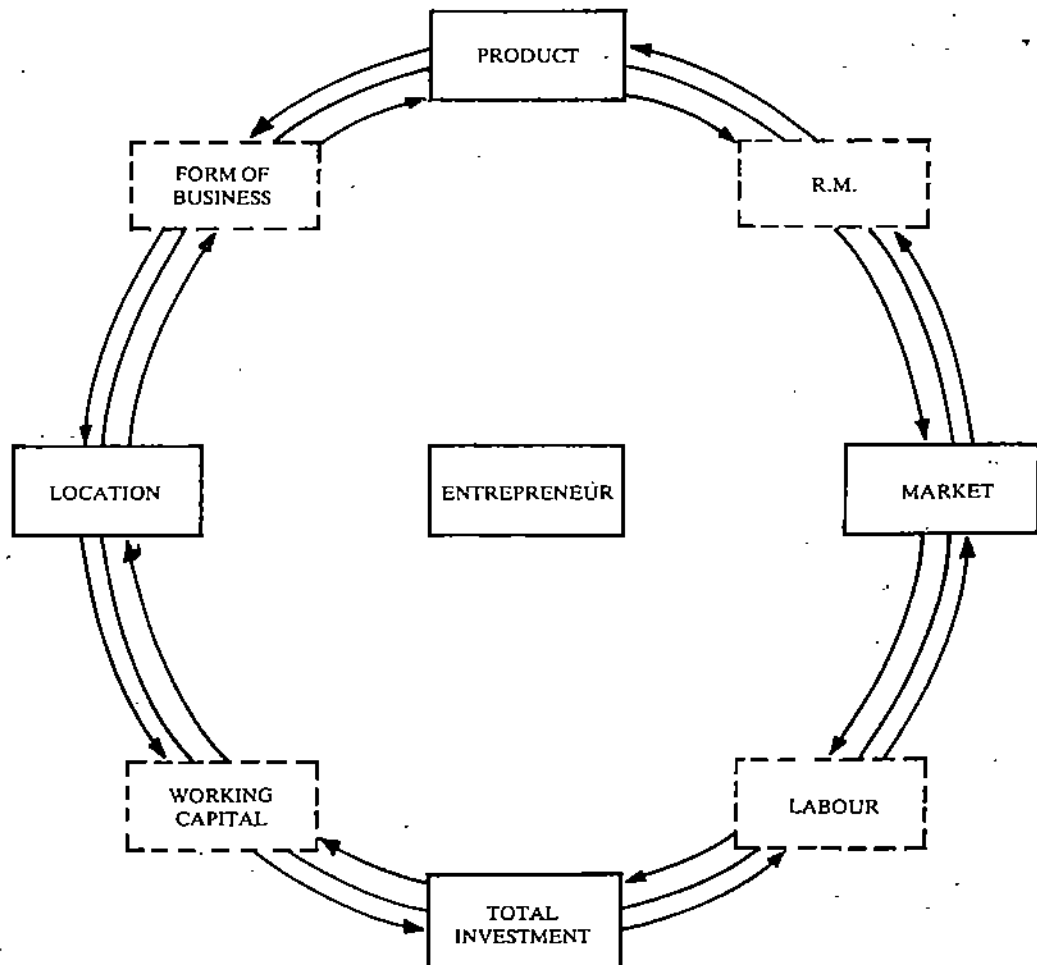 PRODUCT
FORM OF
BUSINESS
R.M.
LOCATION
ENTREPRENEUR
MARKET
WORKING
CAPITAL
LABOUR
TOTAL
INVESTMENT